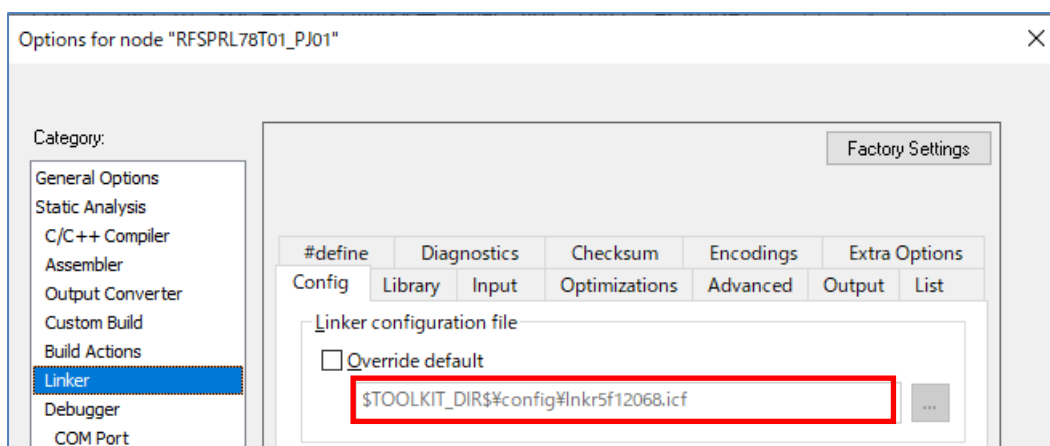 Options for node "RFSPRL78T01_PJ01"
Category:
General Options
Static Analysis
C/C++ Compiler
Assembler
Output Converter
Custom Build
Build Actions
Linker
Debugger
COM Port
Factory Settings
#define Diagnostics Checksum Encodings Extra Options
Config Library Input Optimizations Advanced Output List
Linker configuration file
Override default
$TOOLKIT_DIR$¥config¥lnkr5f12068.icf
...